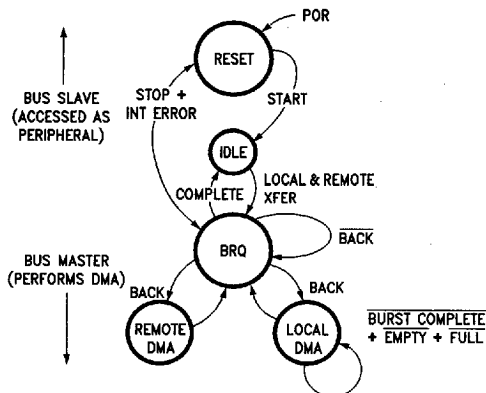 POR
RESET
BUS SLAVE
(ACCESSED AS
PERIPHERAL)
STOP +
INT ERROR
START
IDLE
LOCAL & REMOTE
XFER
COMPLETE
BRQ
BACK
BUS MASTER
(PERFORMS DMA)
BACK
BACK
REMOTE
DMA
LOCAL
DMA
BURST COMPLETE
+ EMPTY + FULL